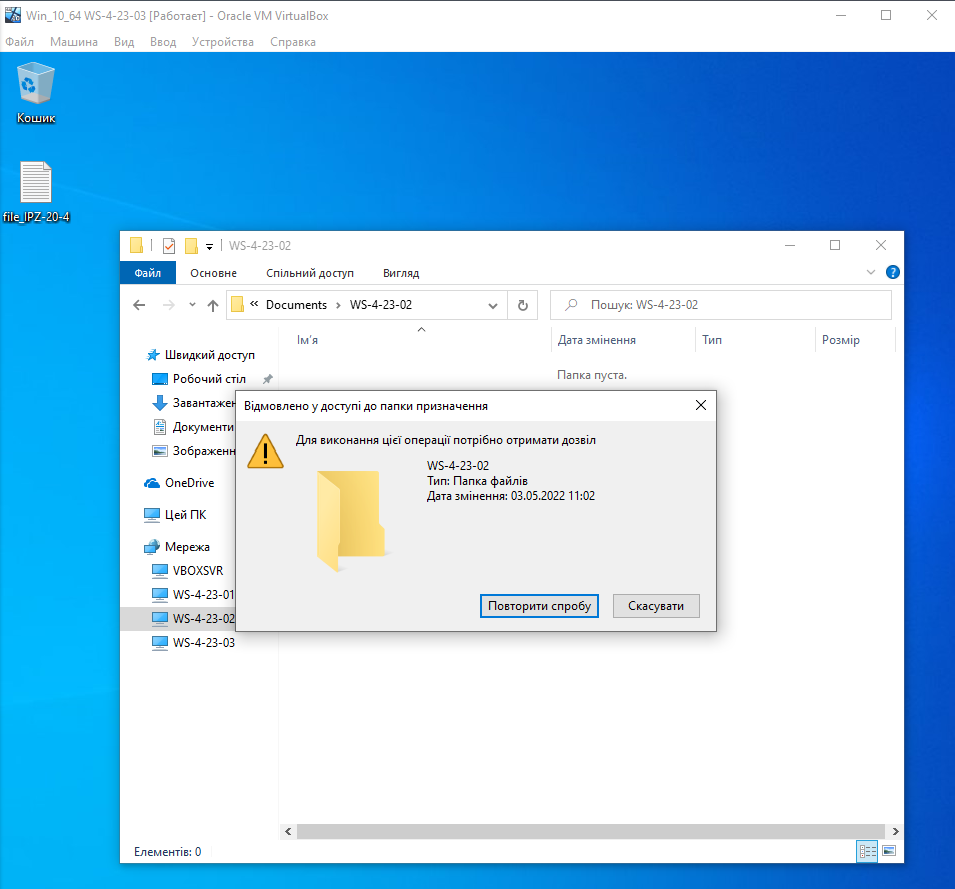 Win_10_64 WS-4-23-03 [Работает] - Oracle VM VirtualBox
Файл Машина Вид Ввод Устройства Справка
Кошик
file_IPZ-20-4
WS-4-23-02
Файл Основне Спільний доступ Вигляд
« Documents › WS-4-23-02
Пошук: WS-4-23-02
Ім'я Дата змінення Тип Розмір
Папка пуста.
Швидкий доступ
Робочий стіл
Завантажен
Документи
Зображенн
OneDrive
Цей ПК
Мережа
VBOXSVR
WS-4-23-01
WS-4-23-02
WS-4-23-03
Відмовлено у доступі до папки призначення
Для виконання цієї операції потрібно отримати дозвіл
WS-4-23-02
Тип: Папка файлів
Дата змінення: 03.05.2022 11:02
Повторити спробу Скасувати
Елементів: 0